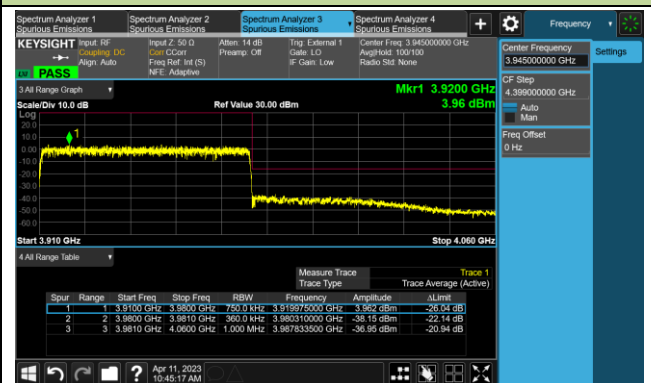 Spectrum Analyzer 1
Spurious Emissions
Spectrum Analyzer 2
Spurious Emissions
Spectrum Analyzer 3
Spurious Emissions
Spectrum Analyzer 4
Spurious Emissions
+
Frequency
KEYSIGHT
Input: RF
Coupling: DC
Align: Auto
Input Z: 50 Ω
Corr CCorr
Freq Ref: Int (S)
NFE: Adaptive
Atten: 14 dB
Preamp: Off
Trig: External 1
Gate: LO
IF Gain: Low
Center Freq: 3.945000000 GHz
Avg|Hold: 100/100
Radio Std: None
PASS
Center Frequency
3.945000000 GHz
Settings
CF Step
4.399000000 GHz
Auto
Man
Freq Offset
0 Hz
3 All Range Graph
Mkr1 3.9200 GHz
Scale/Div 10.0 dB
Ref Value 30.00 dBm
3.96 dBm
Log
20.0
10.0
0.00
-10.0
-20.0
-30.0
-40.0
-50.0
-60.0
1
Start 3.910 GHz
Stop 4.060 GHz
4 All Range Table
Measure Trace Trace 1
Trace Type Trace Average (Active)
Spur Range Start Freq Stop Freq RBW Frequency Amplitude ΔLimit
1 1 3.9100 GHz 3.9800 GHz 750.0 kHz 3.919975000 GHz 3.962 dBm -26.04 dB
2 2 3.9800 GHz 3.9810 GHz 360.0 kHz 3.980310000 GHz -38.15 dBm -22.14 dB
3 3 3.9810 GHz 4.0600 GHz 1.000 MHz 3.987833500 GHz -36.95 dBm -20.94 dB
?
Apr 11, 2023
10:45:17 AM